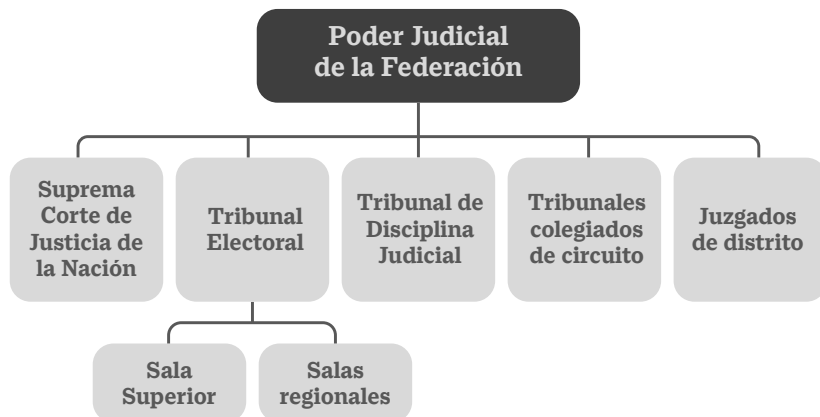 Poder Judicial
de la Federación
Suprema
Corte de
Justicia de
la Nación
Tribunal
Electoral
Tribunal de
Disciplina
Judicial
Tribunales
colegiados
de circuito
Juzgados
de distrito
Sala
Superior
Salas
regionales